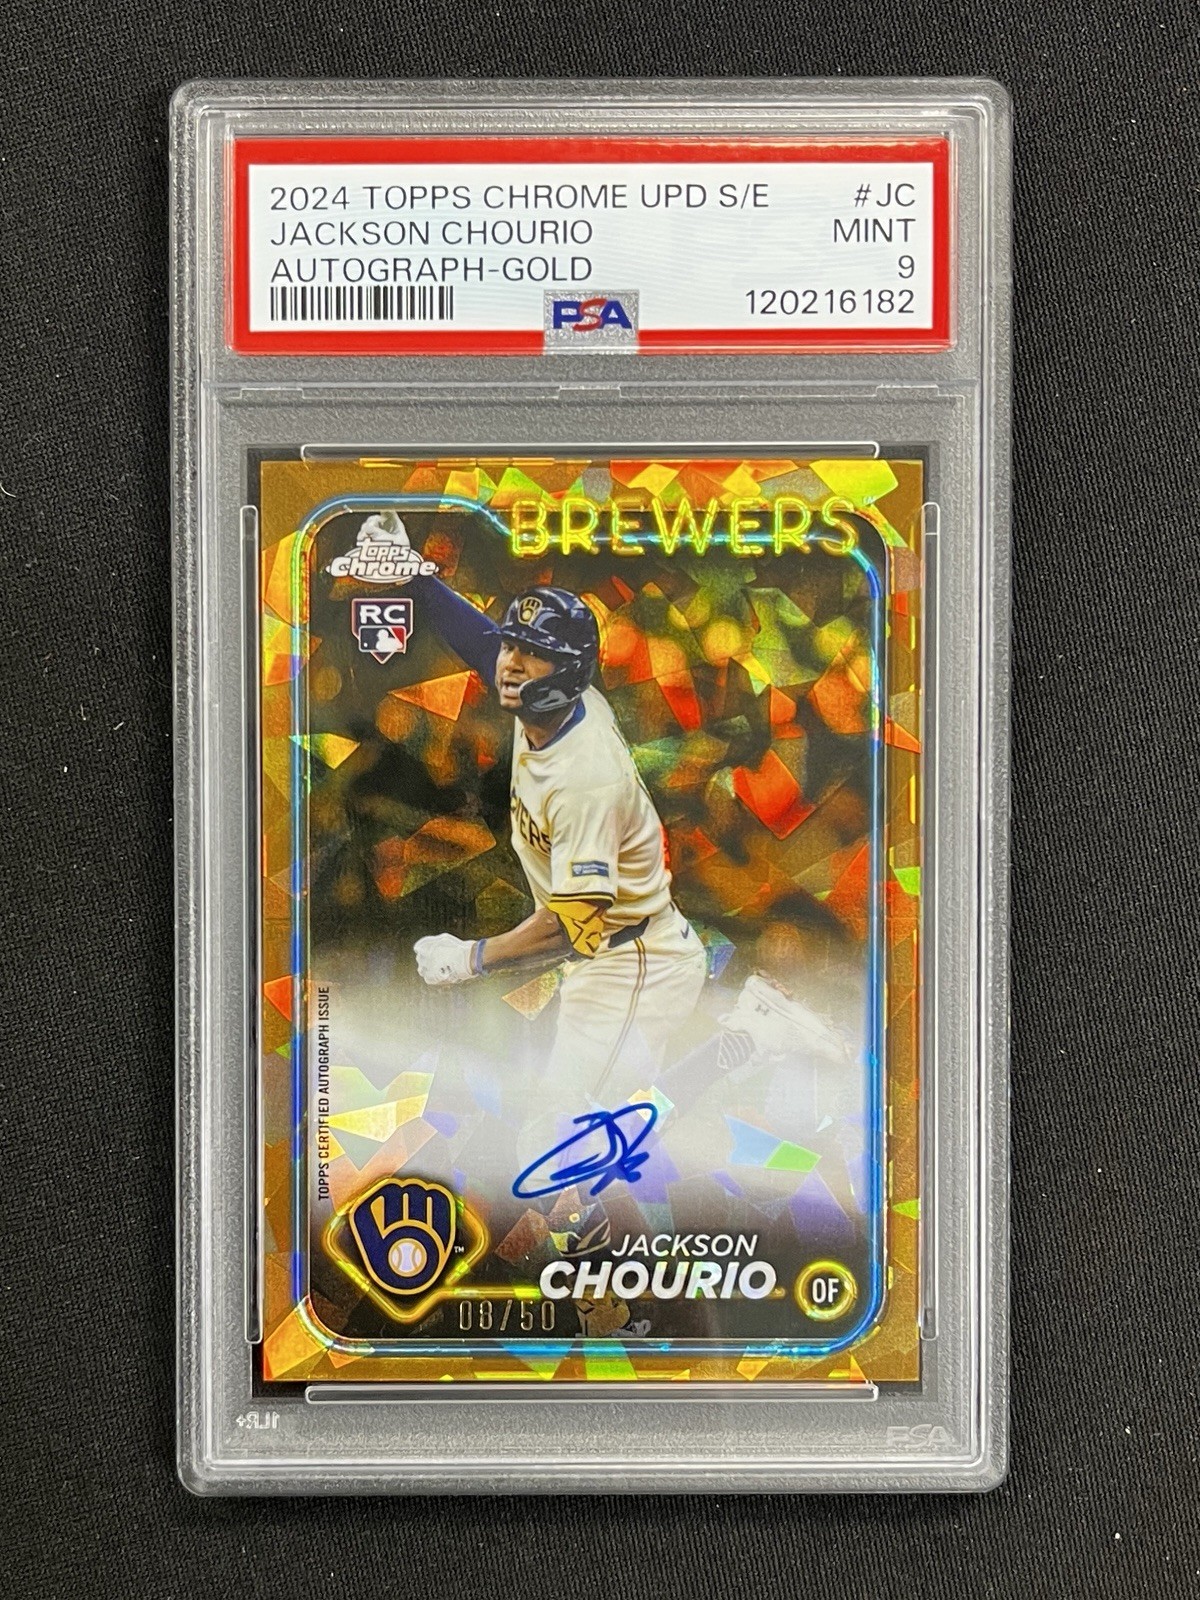 2024 TOPPS CHROME UPD S/E #JC
JACKSON CHOURIO MINT
AUTOGRAPH-GOLD 9
120216182
PSA
BREWERS
topps
Chrome
RC
TOPPS CERTIFIED AUTOGRAPH ISSUE
TM
JACKSON
CHOURIO
OF
08/50
PSA